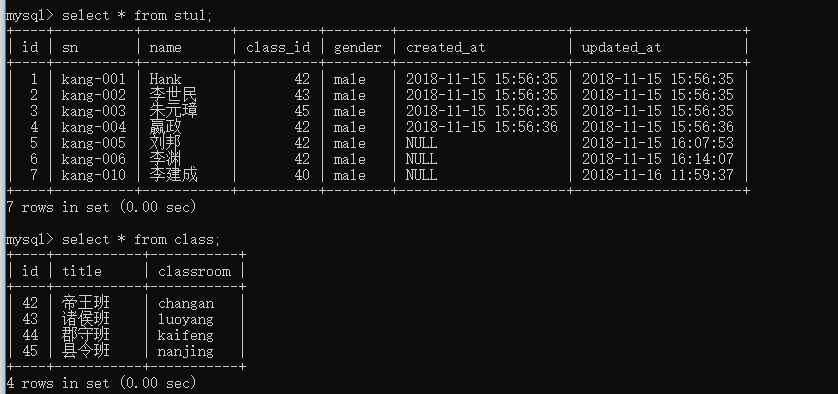 mysql> select * from stu1;
+----+----------+--------+----------+--------+---------------------+---------------------+
| id | sn | name | class_id | gender | created_at | updated_at |
+----+----------+--------+----------+--------+---------------------+---------------------+
| 1 | kang-001 | Hank | 42 | male | 2018-11-15 15:56:35 | 2018-11-15 15:56:35 |
| 2 | kang-002 | 李世民 | 43 | male | 2018-11-15 15:56:35 | 2018-11-15 15:56:35 |
| 3 | kang-003 | 朱元璋 | 45 | male | 2018-11-15 15:56:35 | 2018-11-15 15:56:35 |
| 4 | kang-004 | 嬴政 | 42 | male | 2018-11-15 15:56:36 | 2018-11-15 15:56:36 |
| 5 | kang-005 | 刘邦 | 42 | male | NULL | 2018-11-15 16:07:53 |
| 6 | kang-006 | 李渊 | 42 | male | NULL | 2018-11-15 16:14:07 |
| 7 | kang-010 | 李建成 | 40 | male | NULL | 2018-11-16 11:59:37 |
+----+----------+--------+----------+--------+---------------------+---------------------+
7 rows in set (0.00 sec)
mysql> select * from class;
+----+-----------+-----------+
| id | title | classroom |
+----+-----------+-----------+
| 42 | 帝王班 | changan |
| 43 | 诸侯班 | luoyang |
| 44 | 郡守班 | kaifeng |
| 45 | 县令班 | nanjing |
+----+-----------+-----------+
4 rows in set (0.00 sec)